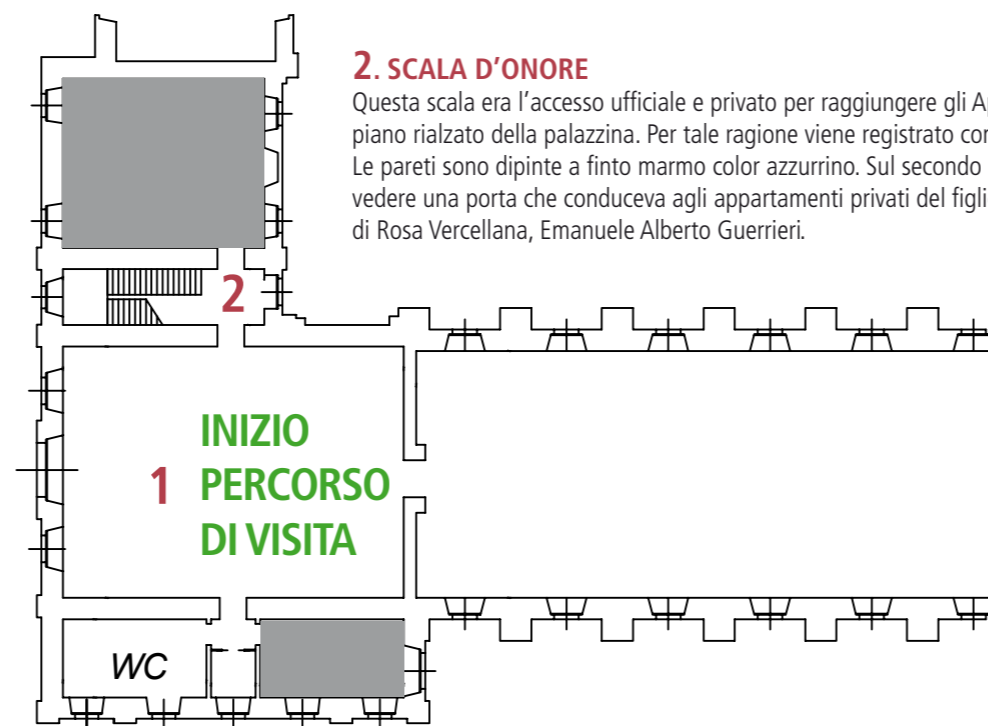 2. SCALA D'ONORE
Questa scala era l'accesso ufficiale e privato per raggiungere gli
piano rialzato della palazzina. Per tale ragione viene registrato
Le pareti sono dipinte a finto marmo color azzurrino. Sul secondo
vedere una porta che conduceva agli appartamenti privati del
di Rosa Vercellana, Emanuele Alberto Guerrieri.
2
INIZIO
1 PERCORSO
DI VISITA
WC